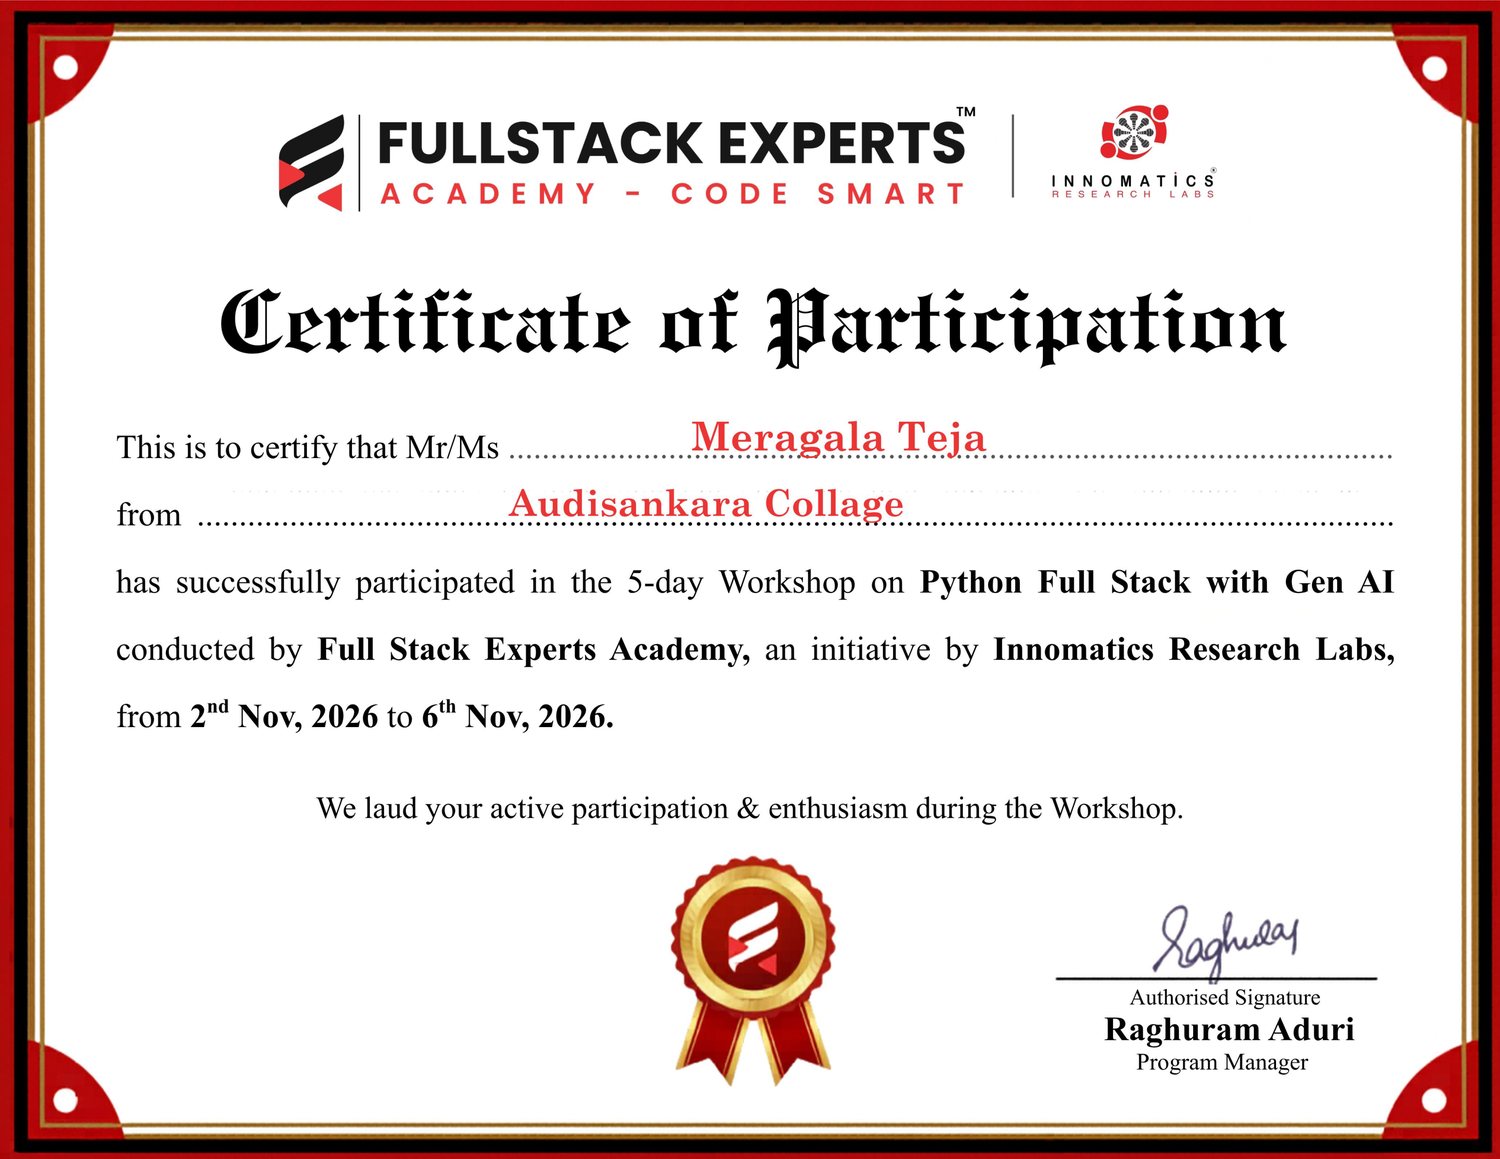 FULLSTACK EXPERTS™
ACADEMY - CODE SMART
INNOMATiCS®
RESEARCH LABS
Certificate of Participation
This is to certify that Mr/Ms ........ Meragala Teja ........
from ........ Audisankara Collage ........
has successfully participated in the 5-day Workshop on Python Full Stack with Gen AI
conducted by Full Stack Experts Academy, an initiative by Innomatics Research Labs,
from 2nd Nov, 2026 to 6th Nov, 2026.
We laud your active participation & enthusiasm during the Workshop.
Raghuram
Authorised Signature
Raghuram Aduri
Program Manager